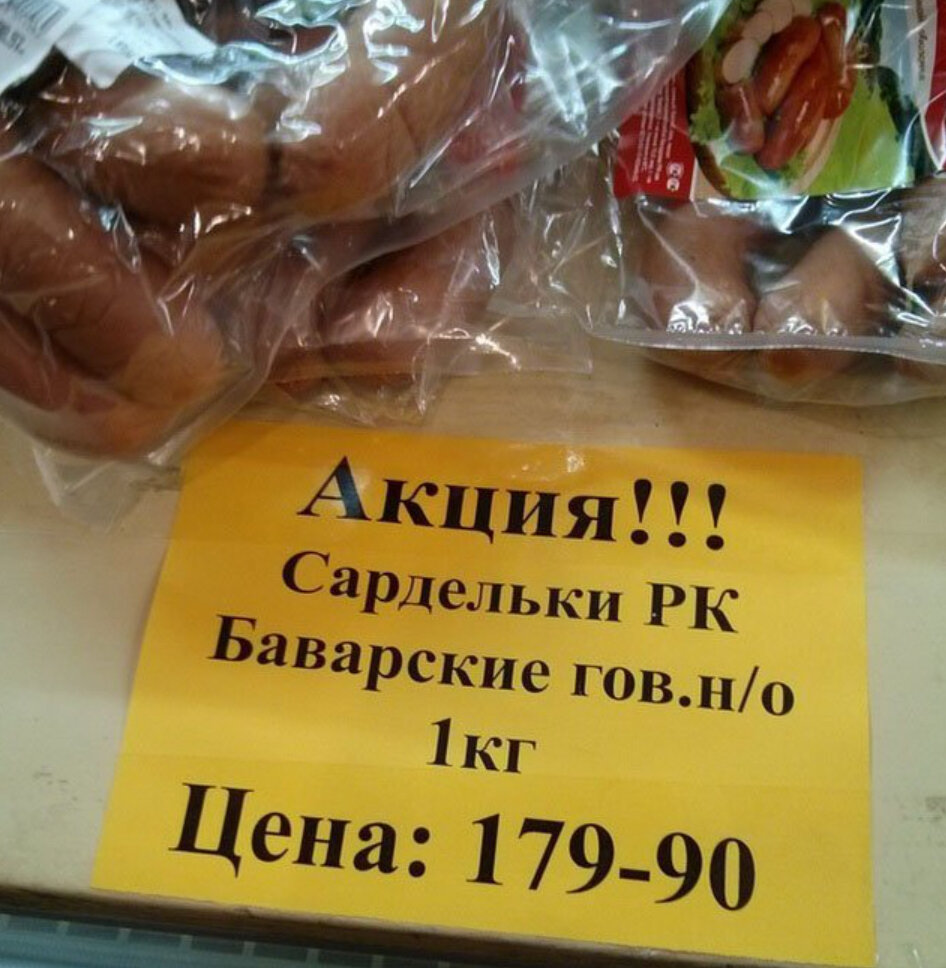 Акция!!!
Сардельки РК
Баварские гов.н/о
1кг
Цена: 179-90